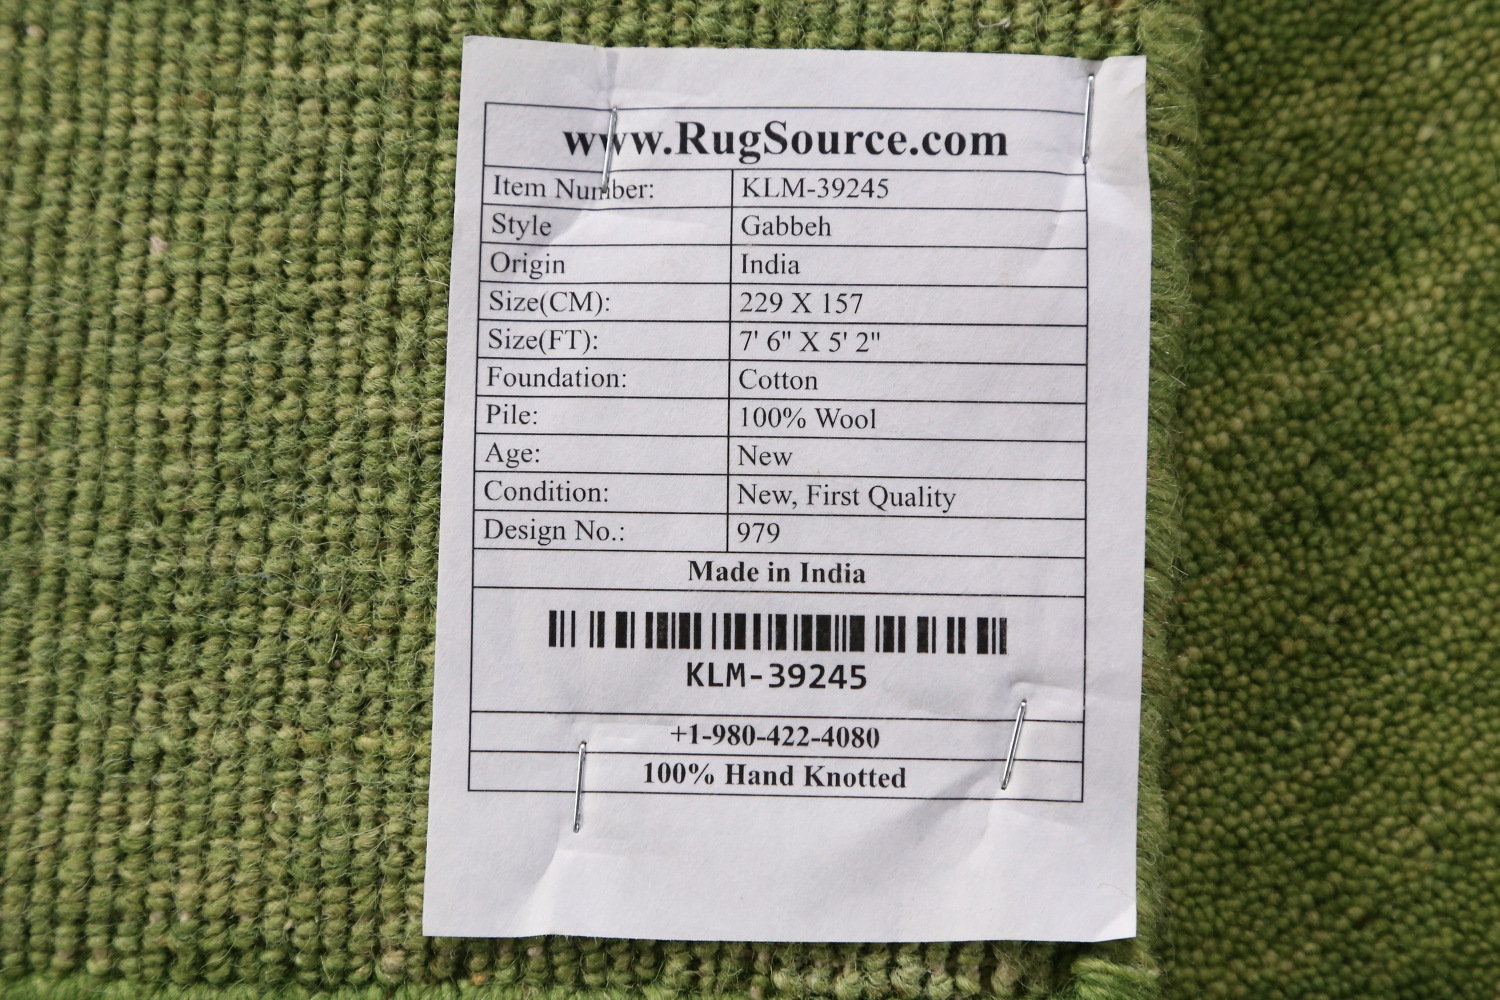 www.RugSource.com
Item Number: KLM-39245
Style Gabbeh
Origin India
Size(CM): 229 X 157
Size(FT): 7' 6" X 5' 2"
Foundation: Cotton
Pile: 100% Wool
Age: New
Condition: New, First Quality
Design No.: 979
Made in India
KLM-39245
+1-980-422-4080
100% Hand Knotted